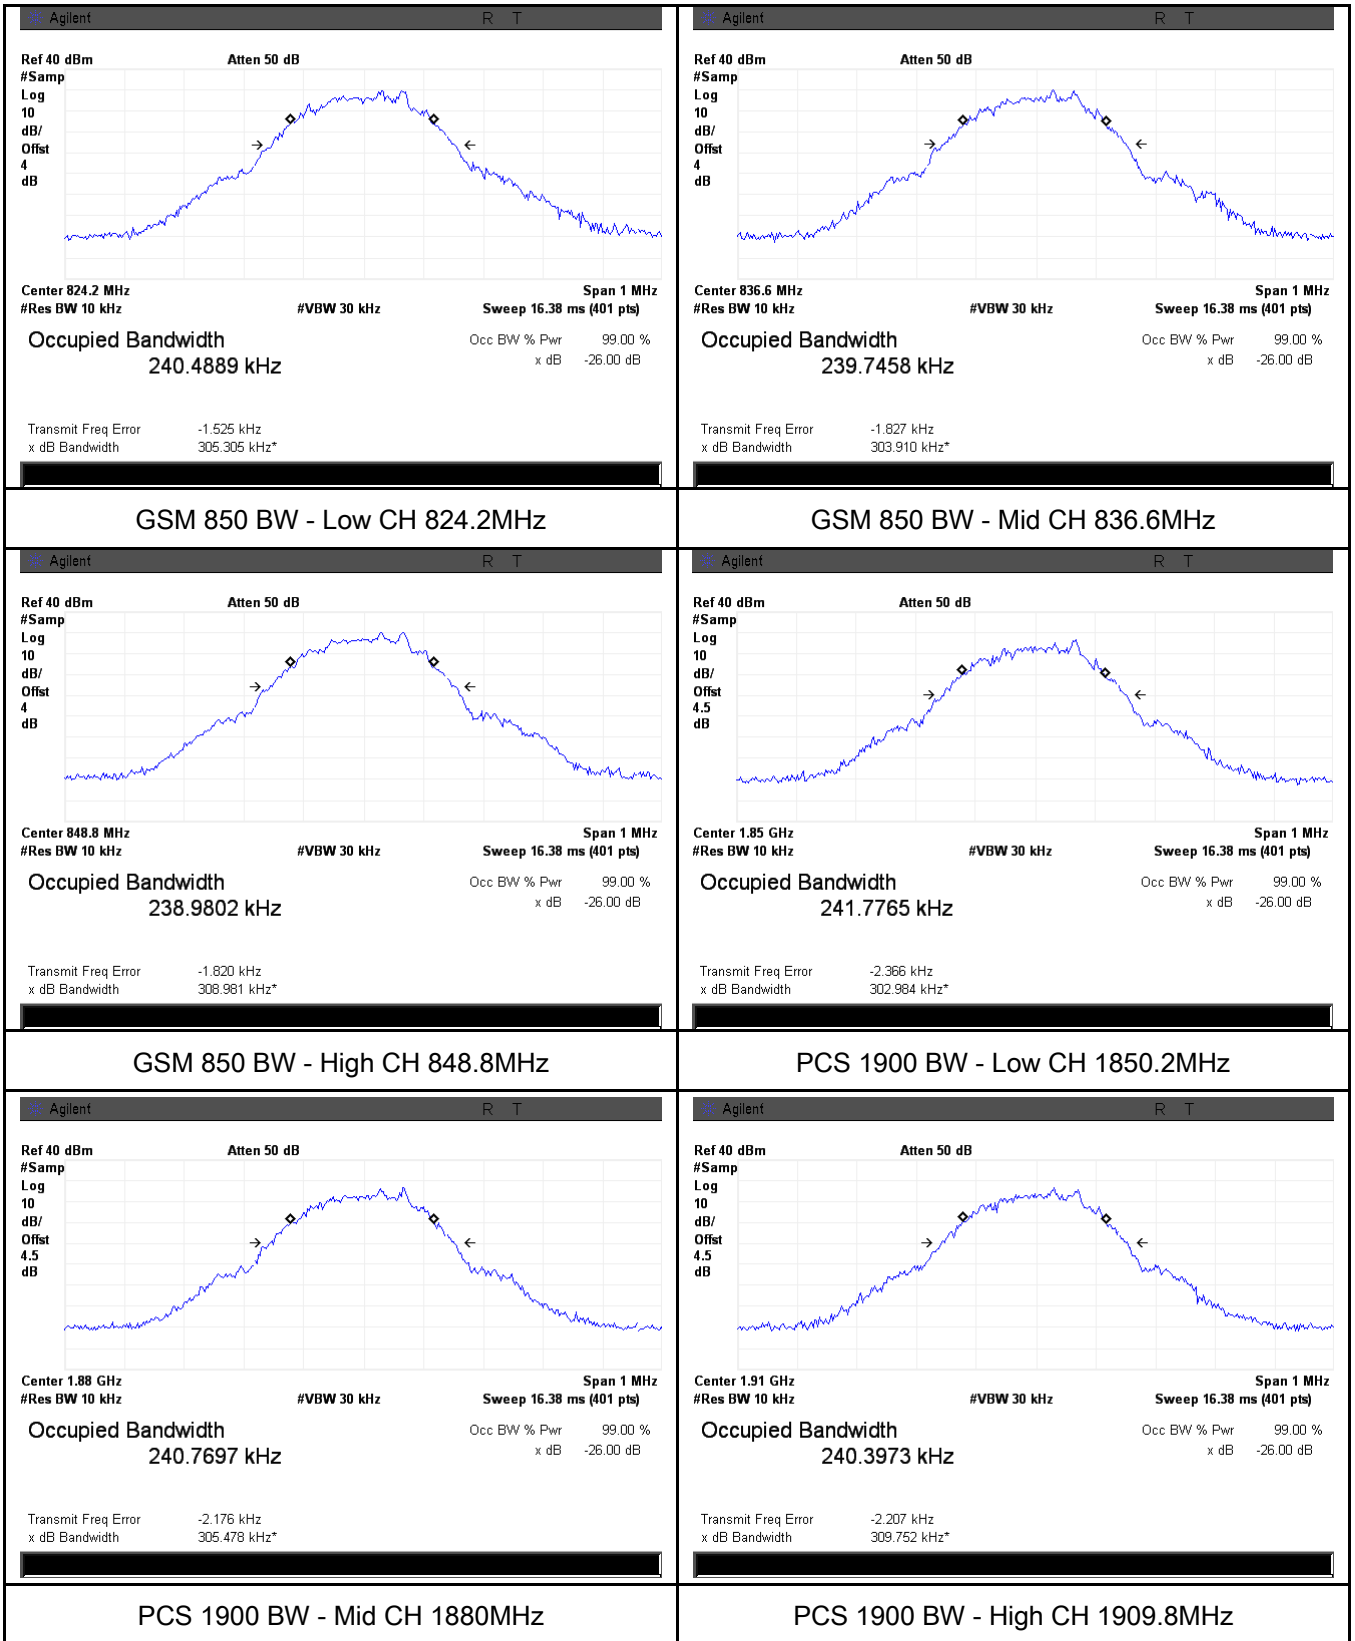 Agilent R T
Ref 40 dBm Atten 50 dB
#Samp
Log
10
dB/
Offst
4
dB
Center 824.2 MHz Span 1 MHz
#Res BW 10 kHz #VBW 30 kHz Sweep 16.38 ms (401 pts)
Occupied Bandwidth Occ BW % Pwr 99.00 %
240.4889 kHz x dB -26.00 dB
Transmit Freq Error -1.525 kHz
x dB Bandwidth 305.305 kHz*
GSM 850 BW - Low CH 824.2MHz
Agilent R T
Ref 40 dBm Atten 50 dB
#Samp
Log
10
dB/
Offst
4
dB
Center 836.6 MHz Span 1 MHz
#Res BW 10 kHz #VBW 30 kHz Sweep 16.38 ms (401 pts)
Occupied Bandwidth Occ BW % Pwr 99.00 %
239.7458 kHz x dB -26.00 dB
Transmit Freq Error -1.827 kHz
x dB Bandwidth 303.910 kHz*
GSM 850 BW - Mid CH 836.6MHz
Agilent R T
Ref 40 dBm Atten 50 dB
#Samp
Log
10
dB/
Offst
4
dB
Center 848.8 MHz Span 1 MHz
#Res BW 10 kHz #VBW 30 kHz Sweep 16.38 ms (401 pts)
Occupied Bandwidth Occ BW % Pwr 99.00 %
238.9802 kHz x dB -26.00 dB
Transmit Freq Error -1.820 kHz
x dB Bandwidth 308.981 kHz*
GSM 850 BW - High CH 848.8MHz
Agilent R T
Ref 40 dBm Atten 50 dB
#Samp
Log
10
dB/
Offst
4.5
dB
Center 1.85 GHz Span 1 MHz
#Res BW 10 kHz #VBW 30 kHz Sweep 16.38 ms (401 pts)
Occupied Bandwidth Occ BW % Pwr 99.00 %
241.7765 kHz x dB -26.00 dB
Transmit Freq Error -2.366 kHz
x dB Bandwidth 302.984 kHz*
PCS 1900 BW - Low CH 1850.2MHz
Agilent R T
Ref 40 dBm Atten 50 dB
#Samp
Log
10
dB/
Offst
4.5
dB
Center 1.88 GHz Span 1 MHz
#Res BW 10 kHz #VBW 30 kHz Sweep 16.38 ms (401 pts)
Occupied Bandwidth Occ BW % Pwr 99.00 %
240.7697 kHz x dB -26.00 dB
Transmit Freq Error -2.176 kHz
x dB Bandwidth 305.478 kHz*
PCS 1900 BW - Mid CH 1880MHz
Agilent R T
Ref 40 dBm Atten 50 dB
#Samp
Log
10
dB/
Offst
4.5
dB
Center 1.91 GHz Span 1 MHz
#Res BW 10 kHz #VBW 30 kHz Sweep 16.38 ms (401 pts)
Occupied Bandwidth Occ BW % Pwr 99.00 %
240.3973 kHz x dB -26.00 dB
Transmit Freq Error -2.207 kHz
x dB Bandwidth 309.752 kHz*
PCS 1900 BW - High CH 1909.8MHz